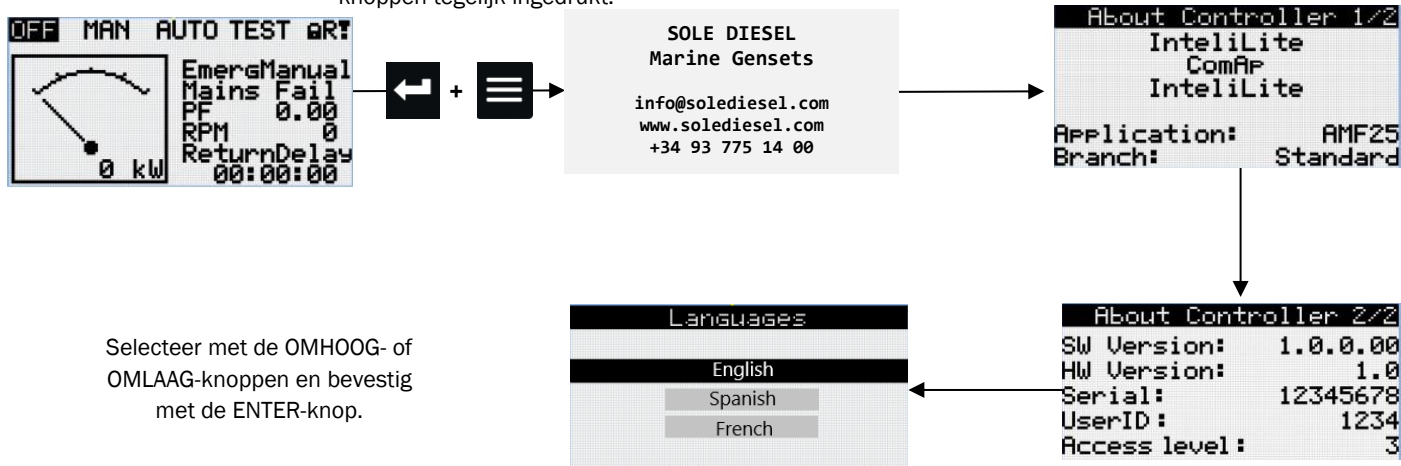 knoppen tegelijk ingedrukt.
OFF MAN AUTO TEST
EmergManual
Mains Fail
PF 0.00
RPM 0
ReturnDelay
00:00:00
0 kW
+
SOLE DIESEL
Marine Gensets
info@solediesel.com
www.solediesel.com
+34 93 775 14 00
About Controller 1/2
InteliLite
ComAp
InteliLite
Application: AMF25
Branch: Standard
Selecteer met de OMHOOG- of
OMLAAG-knoppen en bevestig
met de ENTER-knop.
Languages
English
Spanish
French
About Controller 2/2
SW Version: 1.0.0.00
HW Version: 1.0
Serial: 12345678
UserID: 1234
Access level: 3